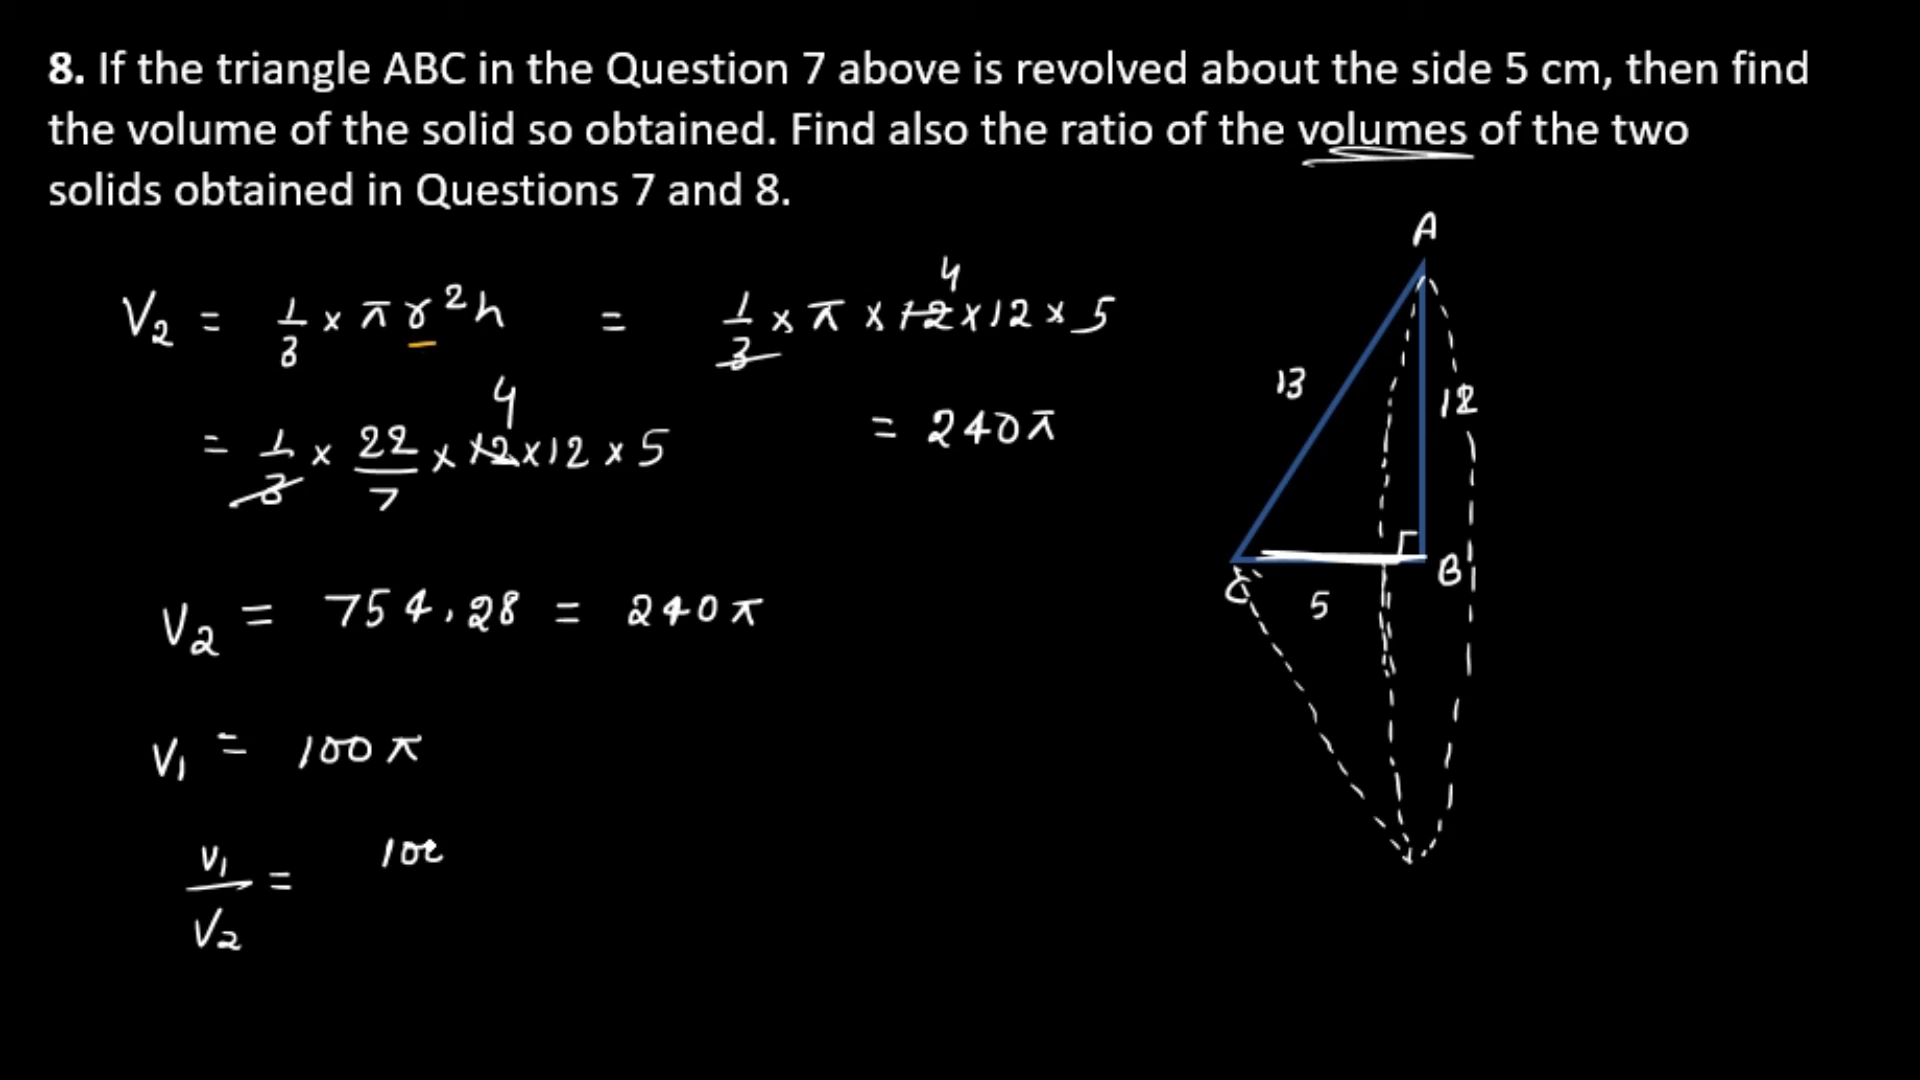 8. If the triangle ABC in the Question 7 above is revolved about the side 5 cm, then find
the volume of the solid so obtained. Find also the ratio of the volumes of the two
solids obtained in Questions 7 and 8.
V₂ = 1/3 × π r² h = 1/3 × π × 12 × 12 × 5
4
= 1/3 × 22/7 × 12 × 12 × 5
4
= 240π
V₂ = 754.28 = 240π
V₁ = 100π
V₁/V₂ = 100
A
13
12
B
C
5